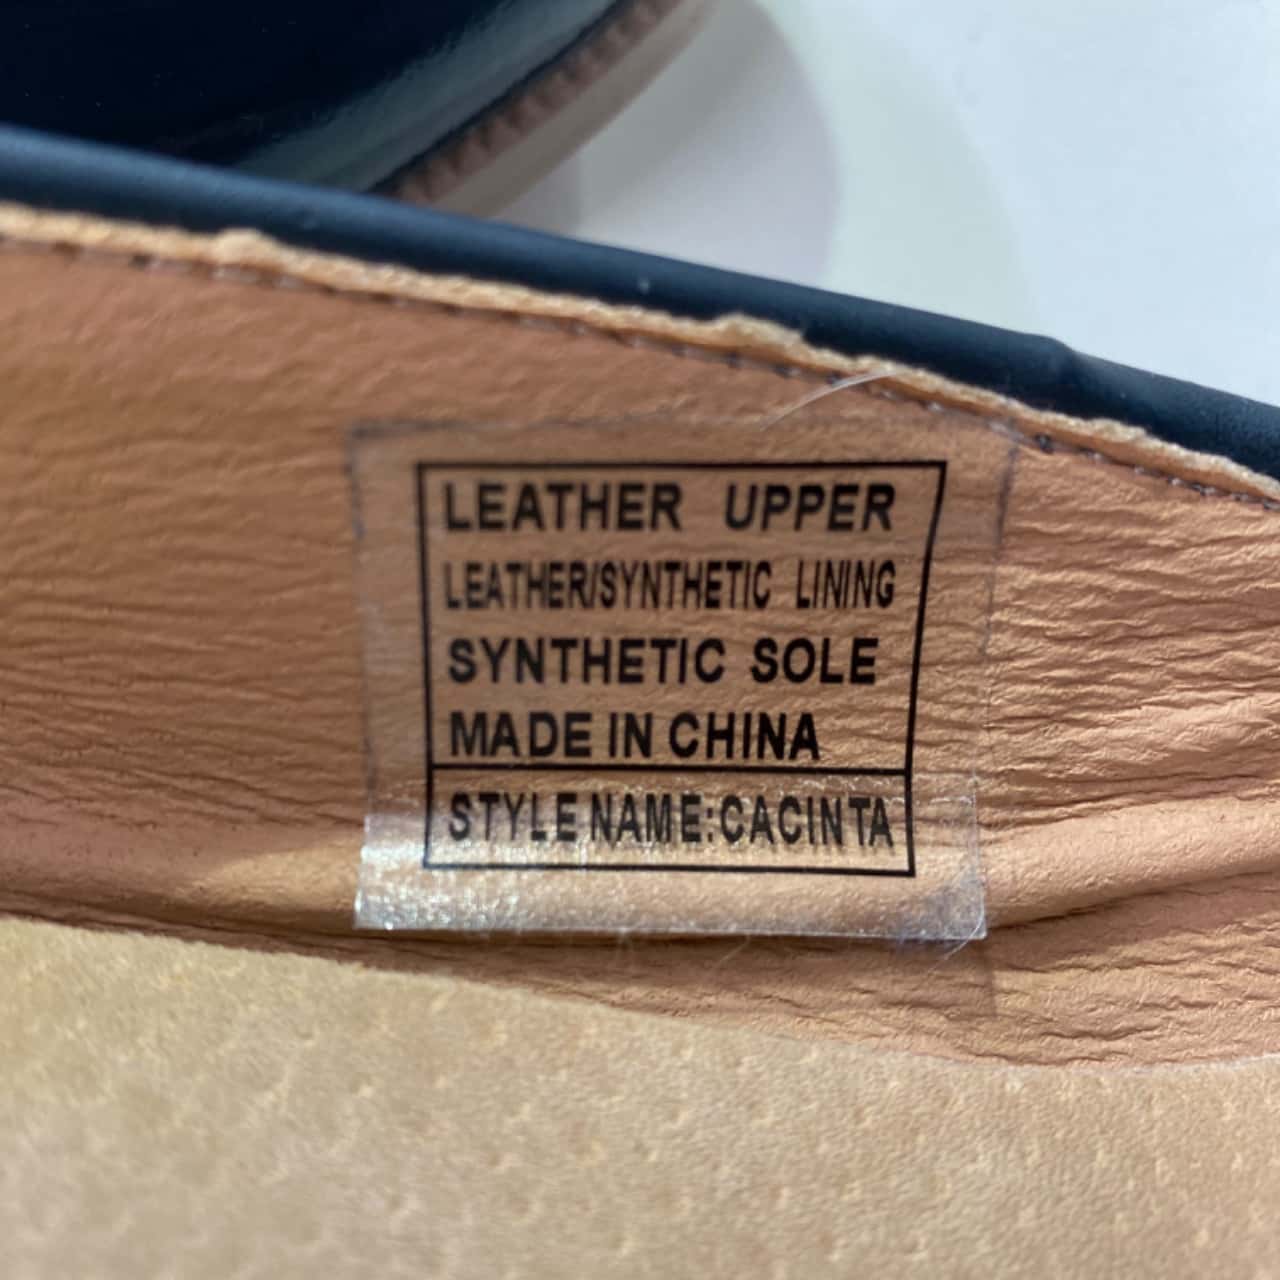 LEATHER UPPER
LEATHER/SYNTHETIC LINING
SYNTHETIC SOLE
MADE IN CHINA
STYLE NAME:CACINTA